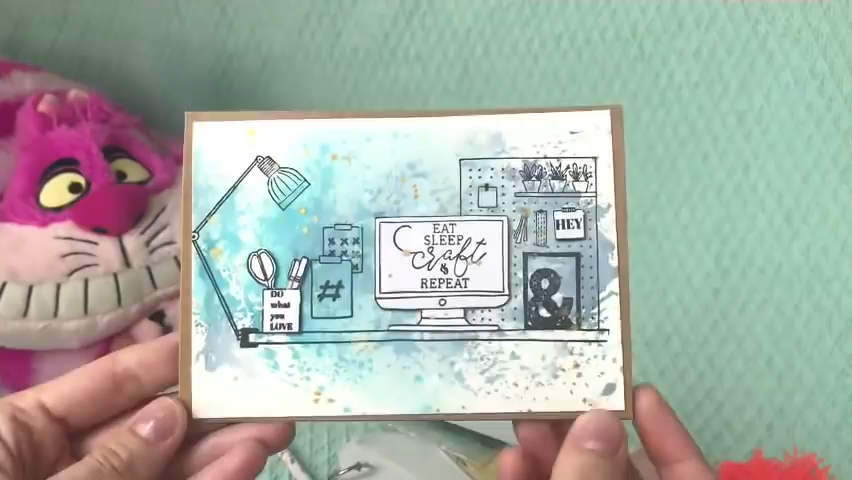 EAT
SLEEP
craft
&
REPEAT
HEY
DO
what
you
LOVE
#
&